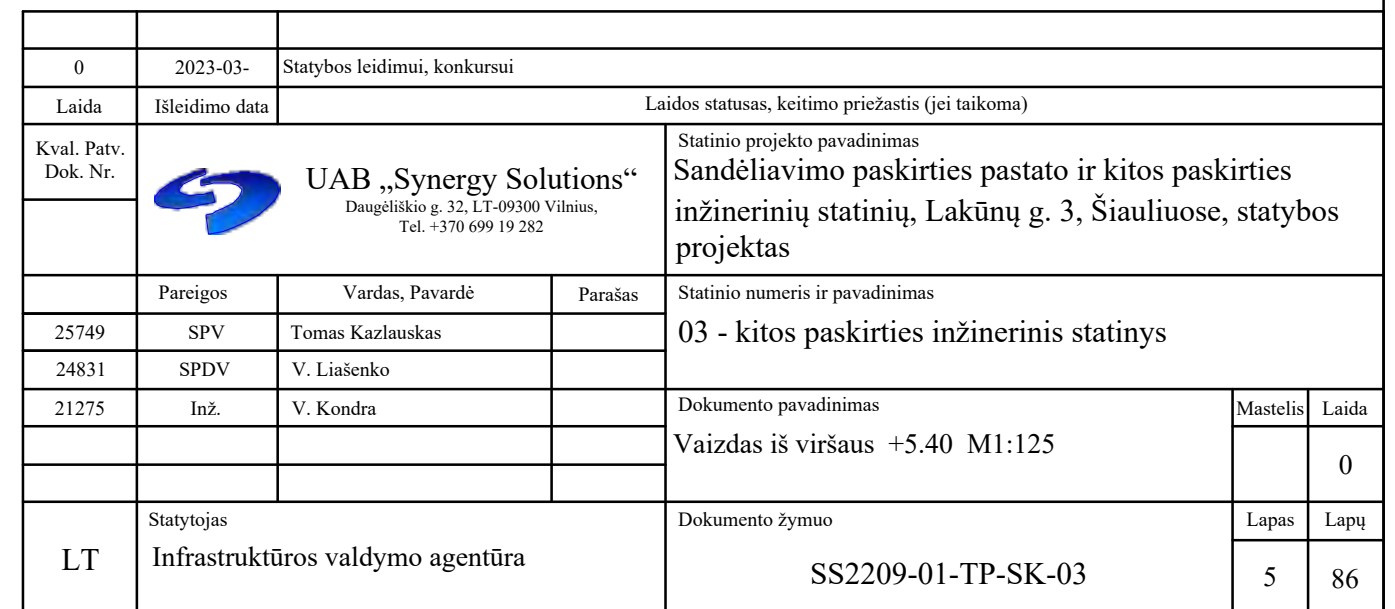 0 2023-03- Statybos leidimui, konkursui
Laida Išleidimo data Laidos statusas, keitimo priežastis (jei taikoma)
Kval. Patv.
Dok. Nr.
UAB „Synergy Solutions“
Daugėliškio g. 32, LT-09300 Vilnius,
Tel. +370 699 19 282
Statinio projekto pavadinimas
Sandėliavimo paskirties pastato ir kitos paskirties
inžinerinių statinių, Lakūnų g. 3, Šiauliuose, statybos
projektas
Pareigos Vardas, Pavardė Parašas
25749 SPV Tomas Kazlauskas
24831 SPDV V. Liašenko
21275 Inž. V. Kondra
Statinio numeris ir pavadinimas
03 - kitos paskirties inžinerinis statinys
Dokumento pavadinimas
Vaizdas iš viršaus +5.40 M1:125
Mastelis Laida
0
LT
Statytojas
Infrastruktūros valdymo agentūra
Dokumento žymuo
SS2209-01-TP-SK-03
Lapas Lapų
5 86